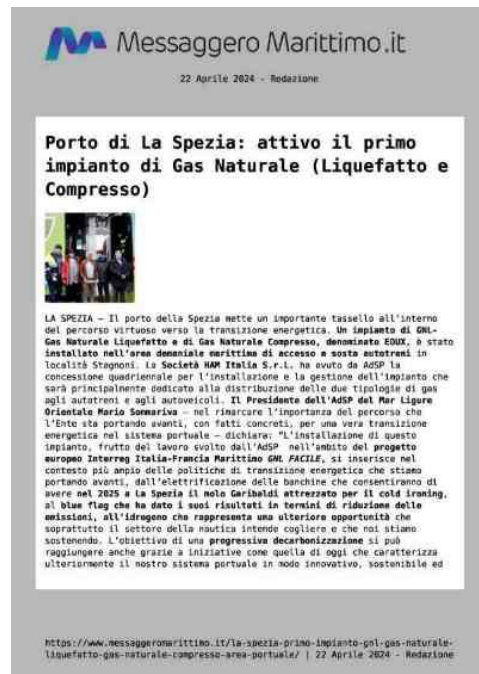 Messaggero Marittimo.it
22 Aprile 2024 - Redazione
Porto di La Spezia: attivo il primo
impianto di Gas Naturale (Liquefatto e
Compresso)
LA SPEZIA – Il porto della Spezia mette un importante tassello all'interno
del percorso virtuoso verso la transizione energetica. Un impianto di GNL-
Gas Naturale Liquefatto e di Gas Naturale Compresso, denominato EOUX, è stato
installato nell'area demaniale marittima di accesso e sosta autotreni in
località Stagnoni. La Società HAM Italia S.r.L. ha avuto da AdSP la
concessione quadriennale per l'installazione e la gestione dell'impianto che
sarà principalmente dedicato alla distribuzione delle due tipologie di gas
agli autotreni e agli autoveicoli. Il Presidente dell'AdSP del Mar Ligure
Orientale Mario Sommariva – nel rimarcare l'importanza del percorso che
l'Ente sta portando avanti, con fatti concreti, per una vera transizione
energetica nel sistema portuale – dichiara: "L'installazione di questo
impianto, frutto del lavoro svolto dall'AdSP nell'ambito del progetto
europeo Interreg Italia-Francia Marittimo GNL FACILE, si inserisce nel
contesto più ampio delle politiche di transizione energetica che stiamo
portando avanti, dall'elettrificazione delle banchine che consentiranno di
avere nel 2025 a La Spezia il molo Garibaldi attrezzato per il cold ironing,
al blue flag che ha dato i suoi risultati in termini di riduzione delle
emissioni, all'idrogeno che rappresenta una ulteriore opportunità che
soprattutto il settore della nautica intende cogliere e che noi stiamo
sostenendo. L'obiettivo di una progressiva decarbonizzazione si può
raggiungere anche grazie a iniziative come quella di oggi che caratterizza
ulteriormente il nostro sistema portuale in modo innovativo, sostenibile ed
https://www.messaggeromarittimo.it/la-spezia-primo-impianto-gnl-gas-naturale-
liquefatto-gas-naturale-compresso-area-portuale/ | 22 Aprile 2024 - Redazione